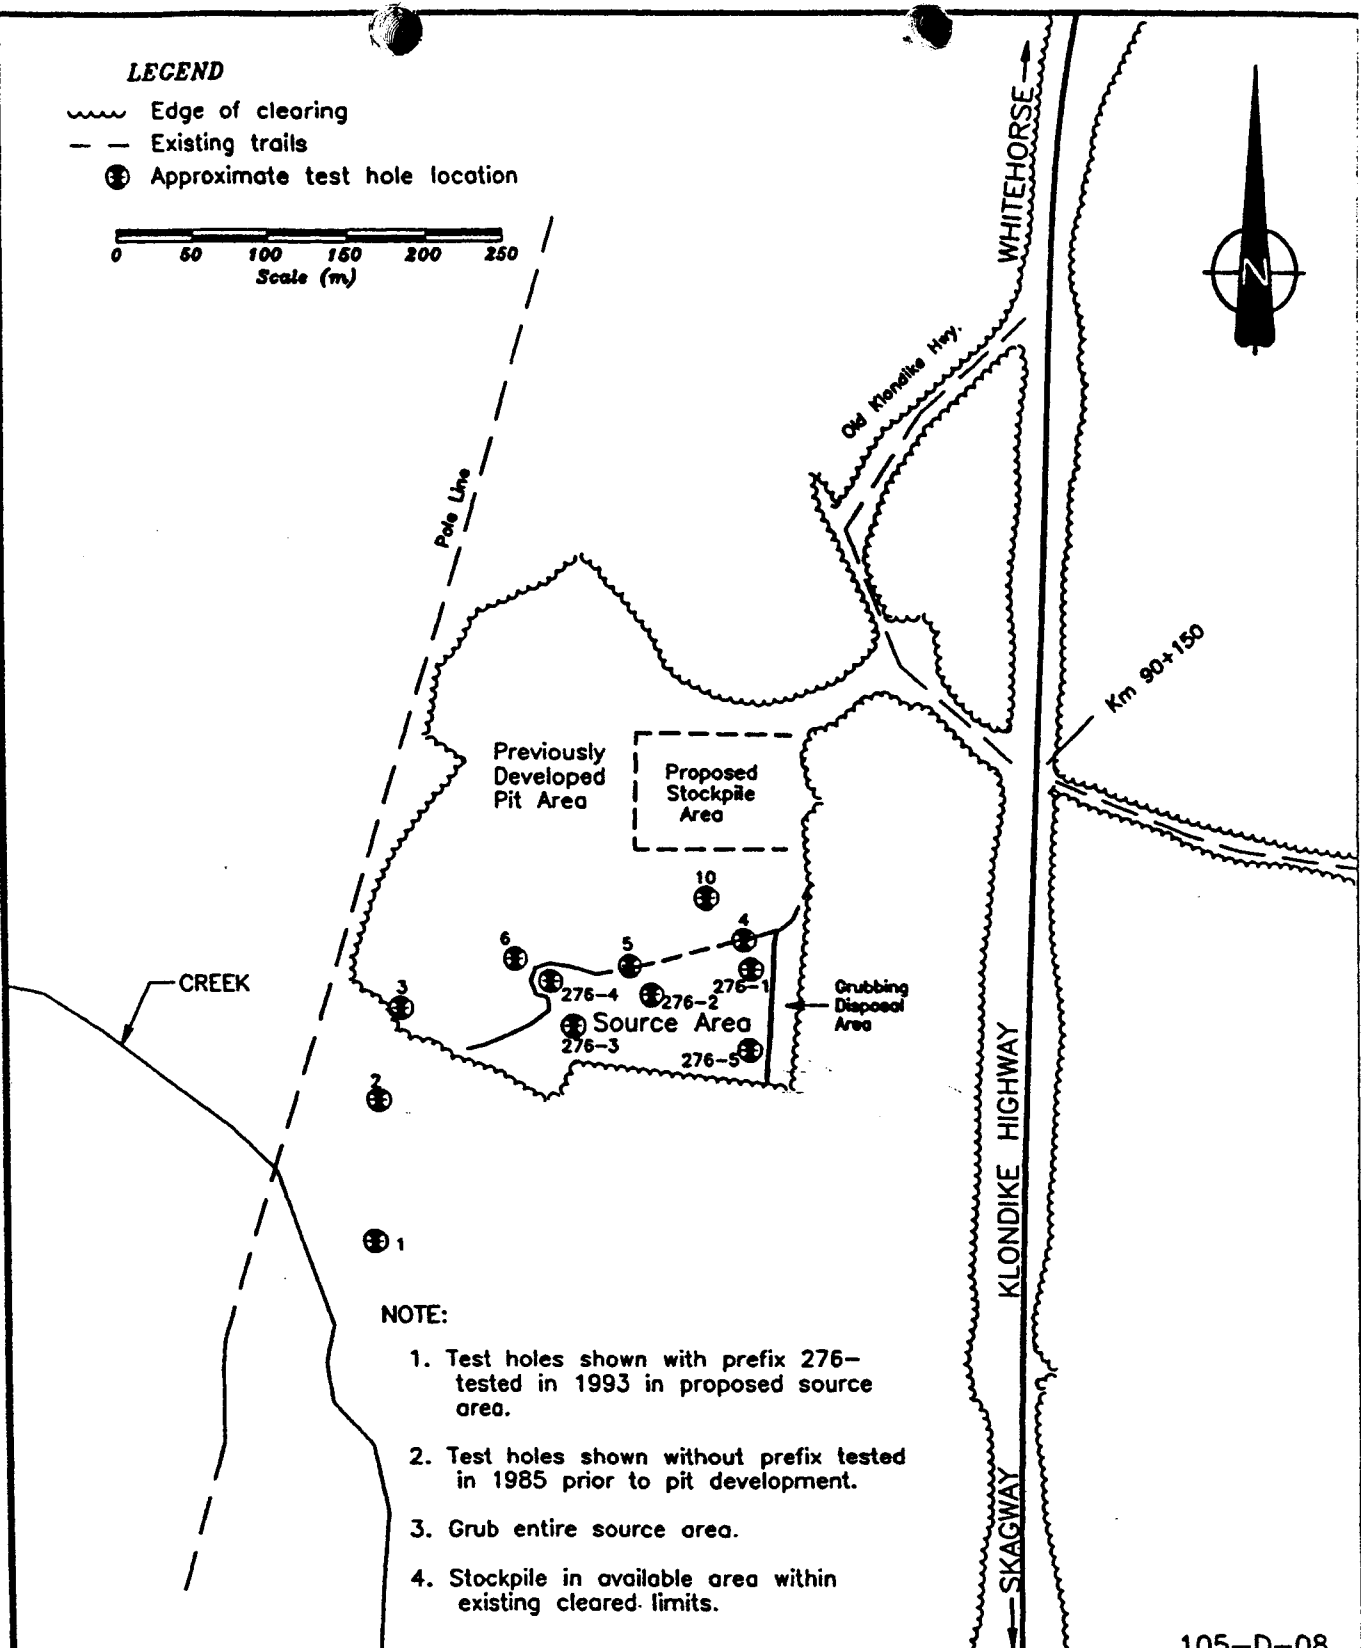 LEGEND
Edge of clearing
Existing trails
Approximate test hole location
0 50 100 150 200 250
Scale (m)
WHITEHORSE
N
Old Klondike Hwy.
Pole Line
Km 90+150
Previously
Developed
Pit Area
Proposed
Stockpile
Area
10
4
6
5
276-1
276-4
276-2
CREEK
3
Grubbing
Disposal
Area
Source Area
276-3
276-5
2
1
KLONDIKE HIGHWAY
NOTE:
1. Test holes shown with prefix 276-
tested in 1993 in proposed source
area.
2. Test holes shown without prefix tested
in 1985 prior to pit development.
3. Grub entire source area.
4. Stockpile in available area within
existing cleared limits.
SKAGWAY
105-D-08